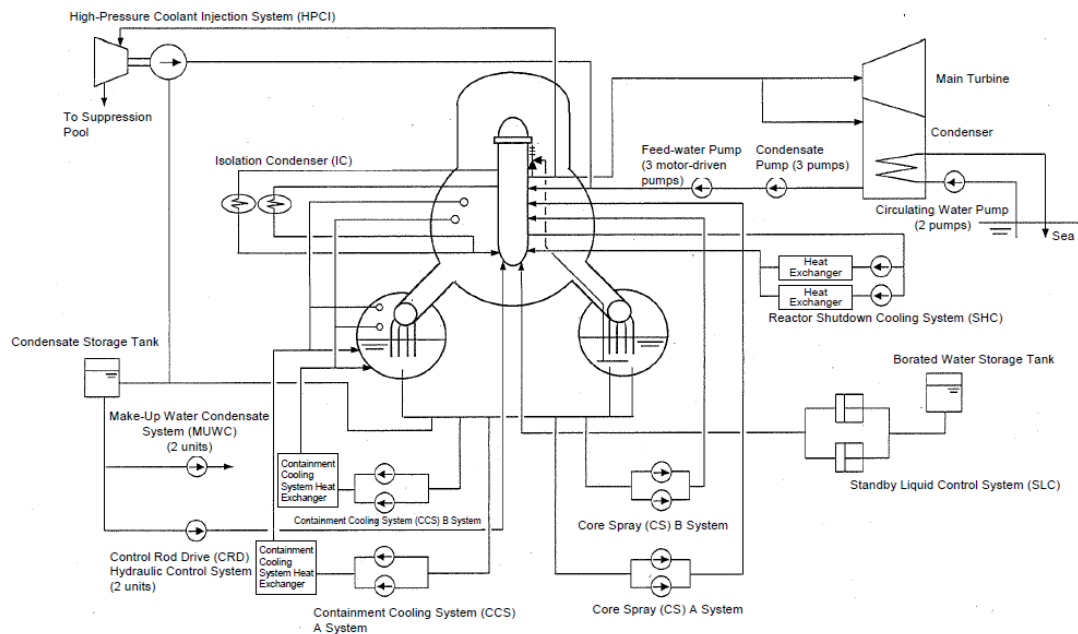 High-Pressure Coolant Injection System (HPCI)
To Suppression
Pool
Main Turbine
Condenser
Isolation Condenser (IC)
Feed-water Pump
(3 motor-driven
pumps)
Condensate
Pump (3 pumps)
Circulating Water Pump
(2 pumps)
Sea
Heat
Exchanger
Heat
Exchanger
Reactor Shutdown Cooling System (SHC)
Condensate Storage Tank
Borated Water Storage Tank
Make-Up Water Condensate
System (MUWC)
(2 units)
Containment
Cooling
System Heat
Exchanger
Containment Cooling System (CCS) B System
Core Spray (CS) B System
Standby Liquid Control System (SLC)
Control Rod Drive (CRD)
Hydraulic Control System
(2 units)
Containment
Cooling
System Heat
Exchanger
Containment Cooling System (CCS)
A System
Core Spray (CS) A System